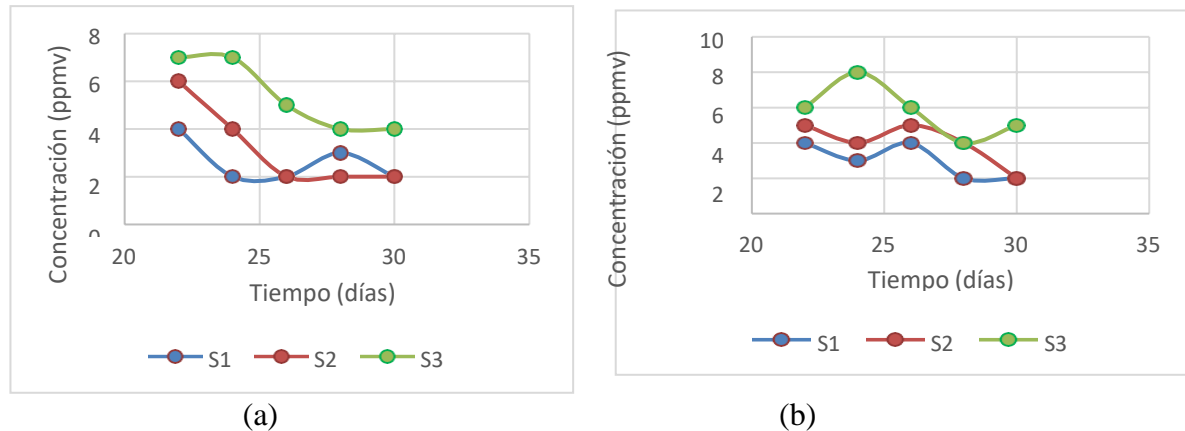 8
6
4
2
0
20 25 30 35
Concentración (ppmv)
Tiempo (días)
S1 S2 S3
(a)
10
8
6
4
2
20 25 30 35
Concentración (ppmv)
Tiempo (días)
S1 S2 S3
(b)